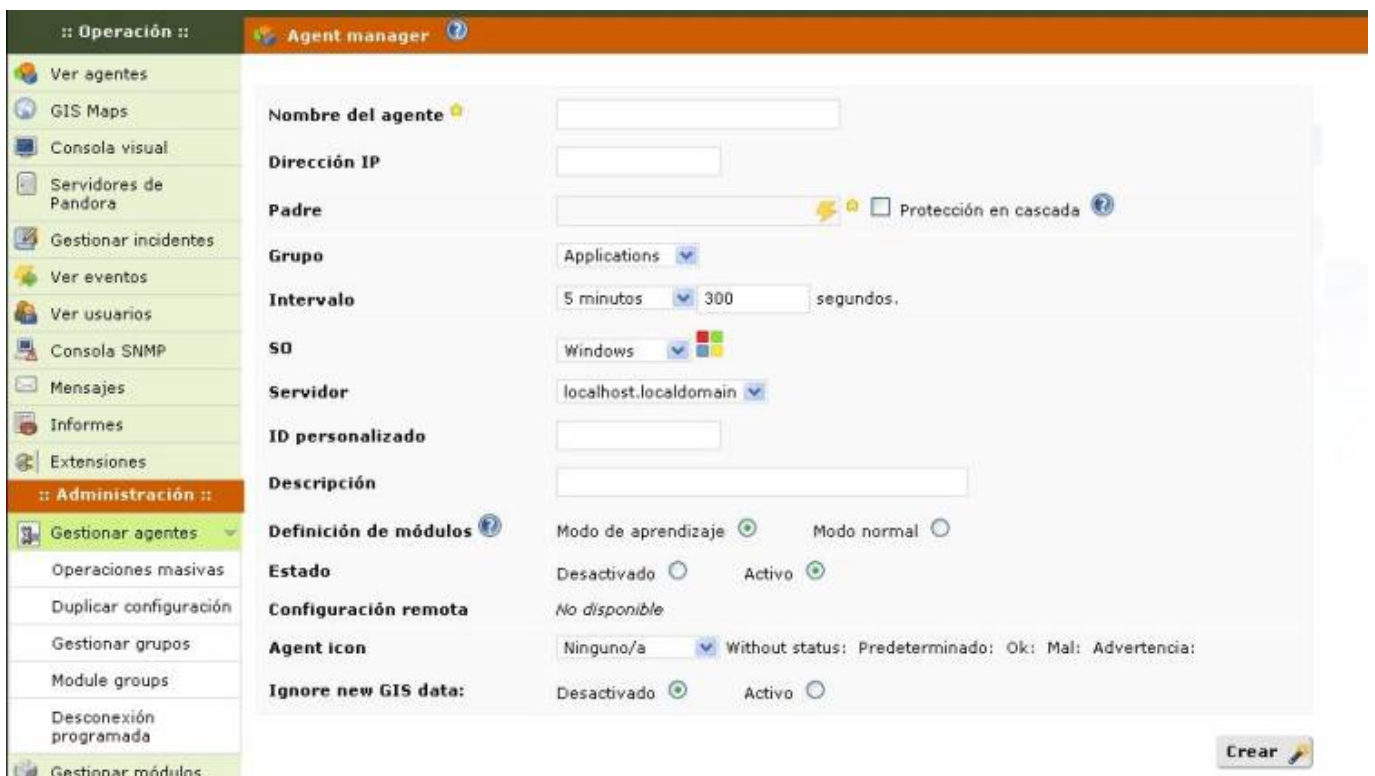 :: Operación ::
Ver agentes
GIS Maps
Consola visual
Servidores de
Pandora
Gestionar incidentes
Ver eventos
Ver usuarios
Consola SNMP
Mensajes
Informes
Extensiones
:: Administración ::
Gestionar agentes
Operaciones masivas
Duplicar configuración
Gestionar grupos
Module groups
Desconexión
programada
Gestionar módulos
Agent manager
Nombre del agente
Dirección IP
Padre Protección en cascada
Grupo Applications
Intervalo 5 minutos 300 segundos.
SO Windows
Servidor localhost.localdomain
ID personalizado
Descripción
Definición de módulos Modo de aprendizaje Modo normal
Estado Desactivado Activo
Configuración remota No disponible
Agent icon Ninguno/a Without status: Predeterminado: Ok: Mal: Advertencia:
Ignore new GIS data: Desactivado Activo
Crear